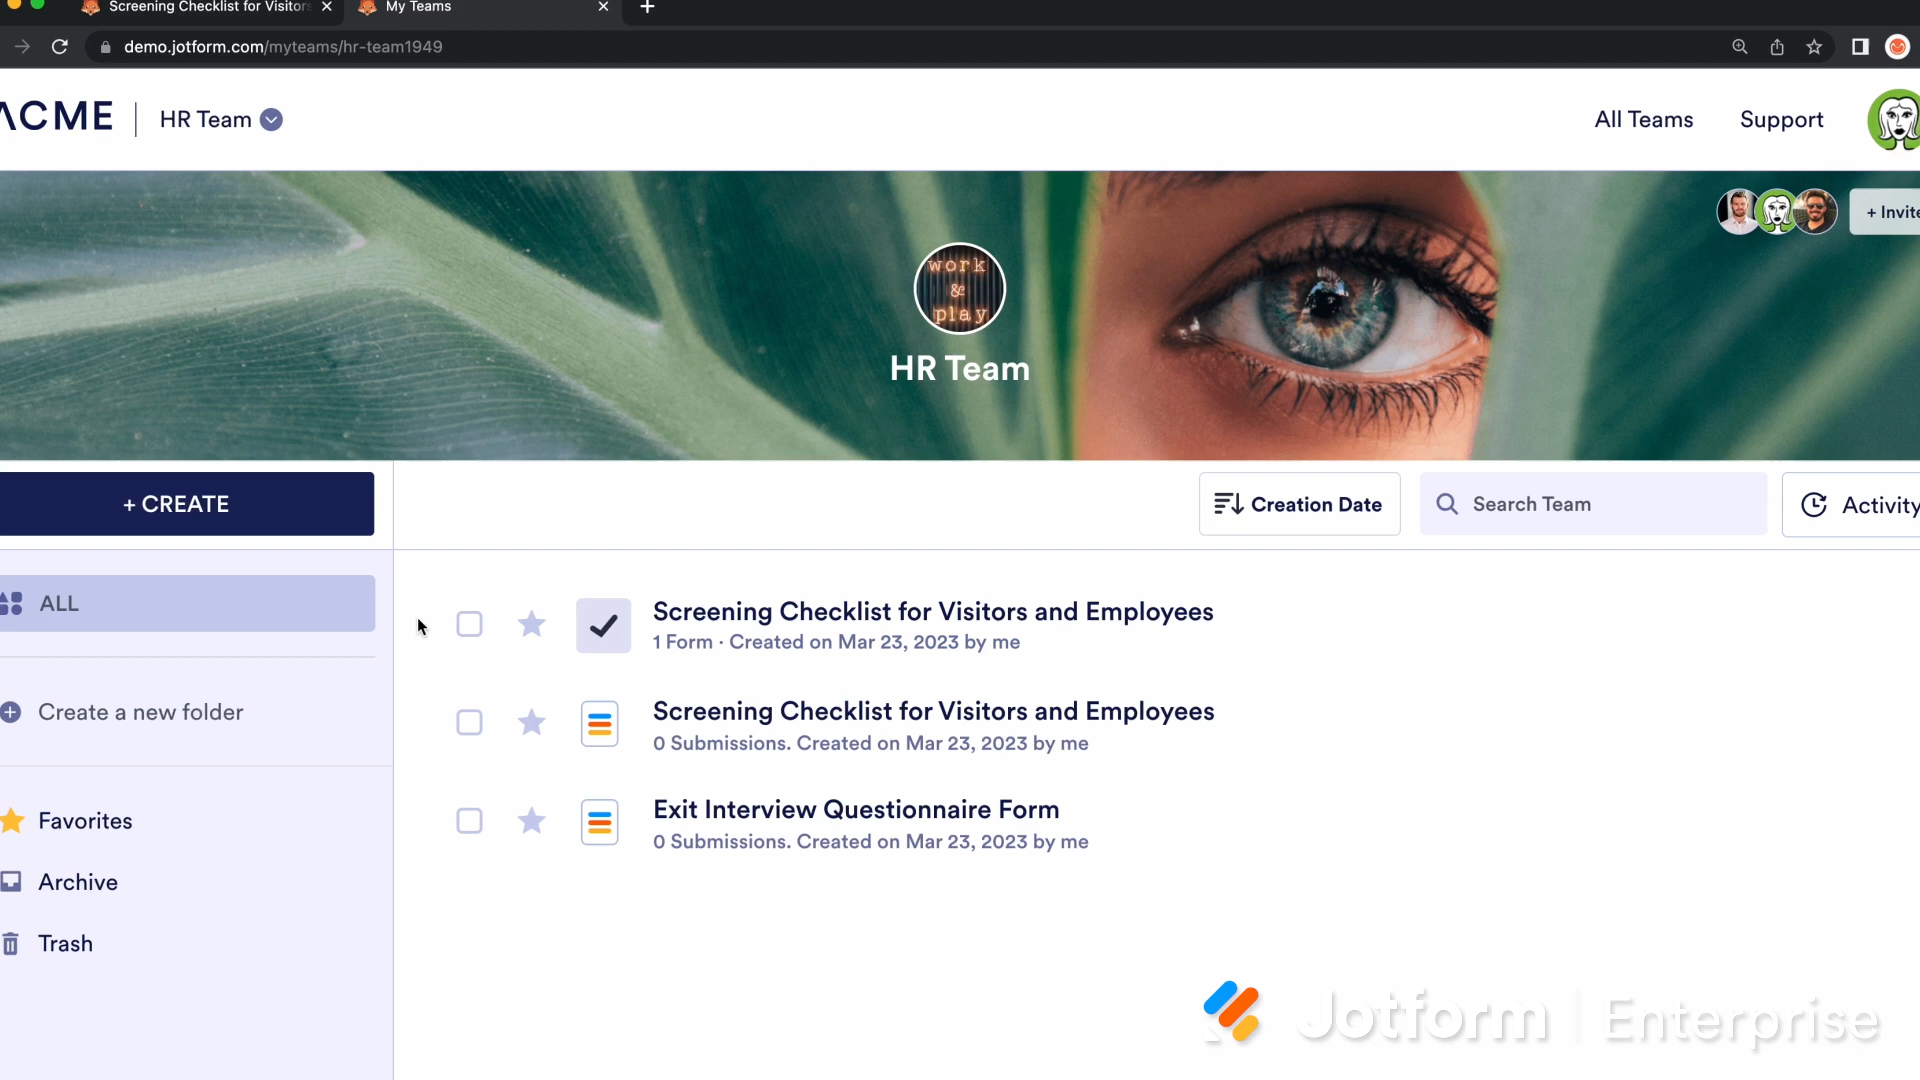 Screening Checklist for Visitors
My Teams
demo.jotform.com/myteams/hr-team1949
ACME
HR Team
All Teams
Support
+ Invite
work
&
play
HR Team
+ CREATE
Creation Date
Search Team
Activity
ALL
Screening Checklist for Visitors and Employees
1 Form · Created on Mar 23, 2023 by me
Create a new folder
Screening Checklist for Visitors and Employees
0 Submissions. Created on Mar 23, 2023 by me
Favorites
Exit Interview Questionnaire Form
0 Submissions. Created on Mar 23, 2023 by me
Archive
Trash
Jotform | Enterprise